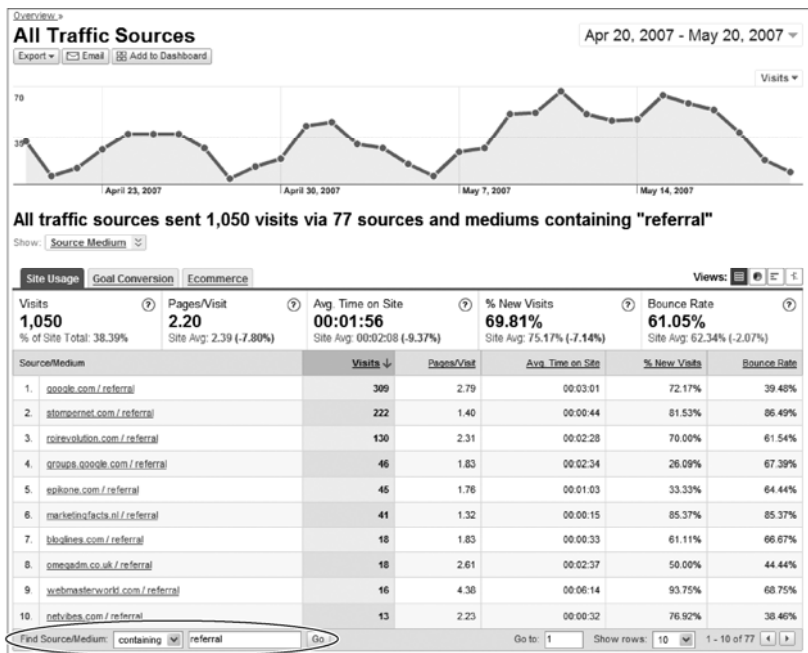 Overview »
All Traffic Sources
Apr 20, 2007 - May 20, 2007
Export Email Add to Dashboard
Visits
70
35
April 23, 2007 April 30, 2007 May 7, 2007 May 14, 2007
All traffic sources sent 1,050 visits via 77 sources and mediums containing "referral"
Show: Source Medium
Site Usage Goal Conversion Ecommerce Views:
Visits ? Pages/Visit ? Avg. Time on Site ? % New Visits ? Bounce Rate ?
1,050 2.20 00:01:56 69.81% 61.05%
% of Site Total: 38.39% Site Avg: 2.39 (-7.80%) Site Avg: 00:02:08 (-9.37%) Site Avg: 75.17% (-7.14%) Site Avg: 62.34% (-2.07%)
Source/Medium Visits ↓ Pages/Visit Avg. Time on Site % New Visits Bounce Rate
1. google.com / referral 309 2.79 00:03:01 72.17% 39.48%
2. stompernet.com / referral 222 1.40 00:00:44 81.53% 86.49%
3. roirevolution.com / referral 130 2.31 00:02:28 70.00% 61.54%
4. groups.google.com / referral 46 1.83 00:02:34 26.09% 67.39%
5. epikone.com / referral 45 1.76 00:01:03 33.33% 64.44%
6. marketingfacts.nl / referral 41 1.32 00:00:15 85.37% 85.37%
7. bloglines.com / referral 18 1.83 00:00:33 61.11% 66.67%
8. omegadm.co.uk / referral 18 2.61 00:02:37 50.00% 44.44%
9. webmasterworld.com / referral 16 4.38 00:06:14 93.75% 68.75%
10. netvibes.com / referral 13 2.23 00:00:32 76.92% 38.46%
Find Source/Medium: containing referral Go Go to: 1 Show rows: 10 1 - 10 of 77